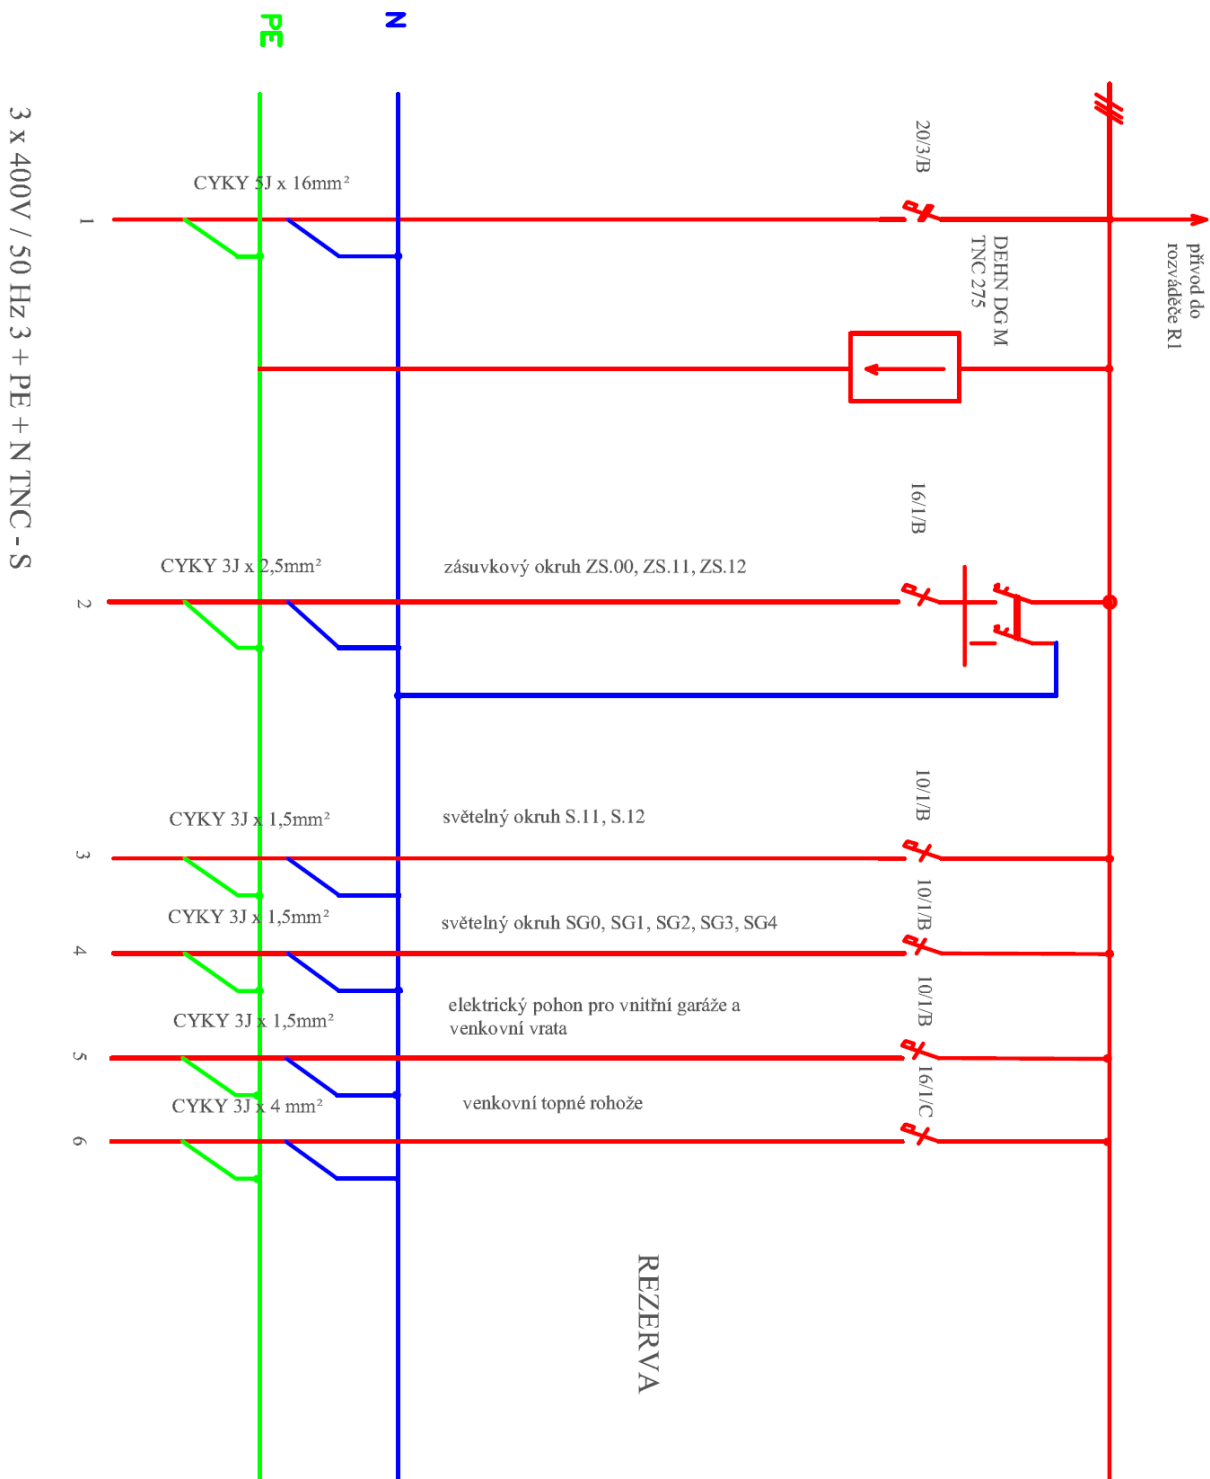 PE
N
3 x 400V / 50 Hz 3 + PE + N TNC - S
20/3/B
CYKY 5J x 16mm²
1
přívod do
rozváděče R1
DEHN DG M
TNC 275
16/1/B
CYKY 3J x 2,5mm²
zásuvkový okruh ZS.00, ZS.11, ZS.12
2
10/1/B
CYKY 3J x 1,5mm²
světelný okruh S.11, S.12
3
10/1/B
CYKY 3J x 1,5mm²
světelný okruh SG0, SG1, SG2, SG3, SG4
4
10/1/B
CYKY 3J x 1,5mm²
elektrický pohon pro vnitřní garáže a
venkovní vrata
5
16/1/C
CYKY 3J x 4 mm²
venkovní topné rohože
6
REZERVA